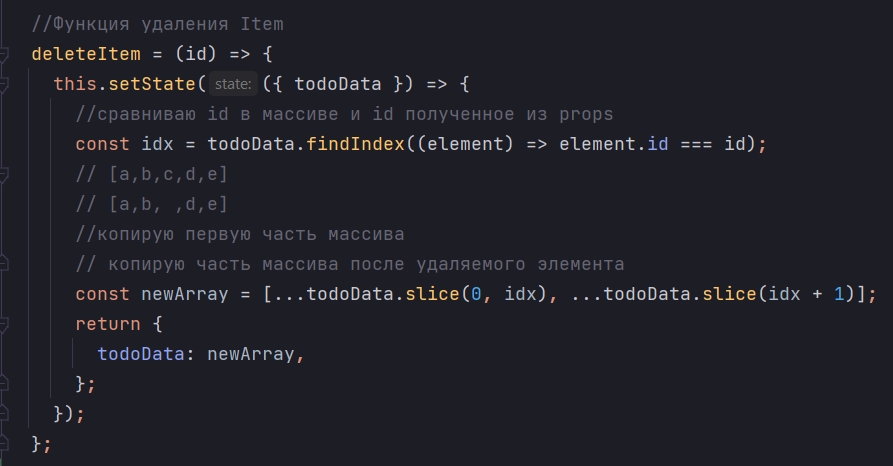 //Функция удаления Item
deleteItem = (id) => {
this.setState( state: ({ todoData }) => {
//сравниваю id в массиве и id полученное из props
const idx = todoData.findIndex((element) => element.id === id);
// [a,b,c,d,e]
// [a,b, ,d,e]
//копирую первую часть массива
// копирую часть массива после удаляемого элемента
const newArray = [...todoData.slice(0, idx), ...todoData.slice(idx + 1)];
return {
todoData: newArray,
};
});
};